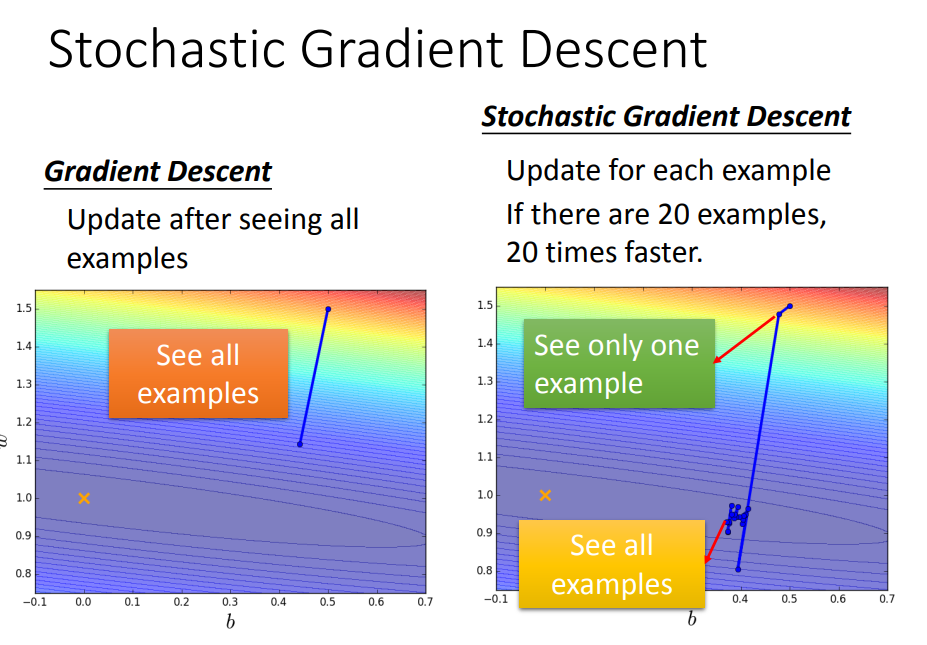 Stochastic Gradient Descent
Gradient Descent
Update after seeing all
examples
Stochastic Gradient Descent
Update for each example
If there are 20 examples,
20 times faster.
1.5
1.4
1.3
1.2
1.1
1.0
0.9
0.8
w
See all
examples
−0.1 0.0 0.1 0.2 0.3 0.4 0.5 0.6 0.7
b
1.5
1.4
1.3
1.2
1.1
1.0
0.9
0.8
See only one
example
See all
examples
−0.1 0.4 0.5 0.6 0.7
b